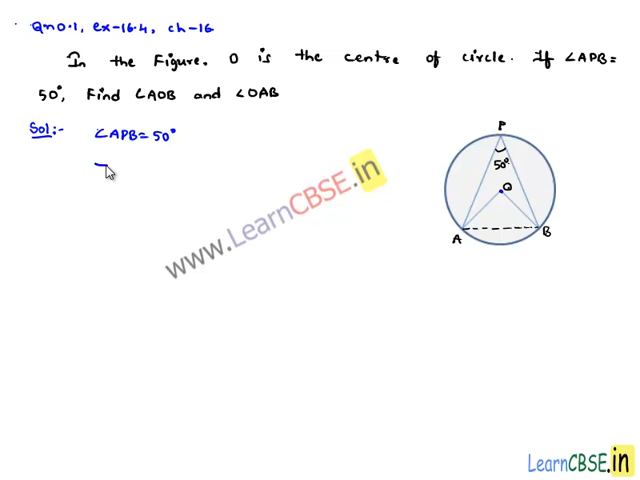 Qno.1, ex-16.4, ch-16
In the Figure. O is the centre of circle. If ∠APB=
50°, Find ∠AOB and ∠OAB
Sol:- ∠APB=50°
P
50°
O
A
B
www.LearnCBSE.in
LearnCBSE.in